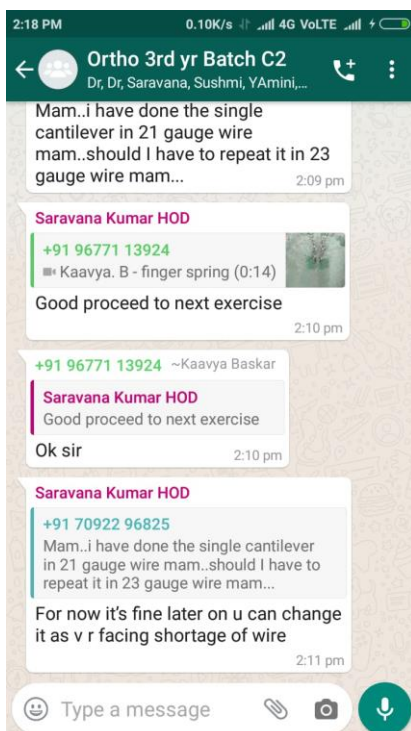 2:18 PM 0.10K/s 4G VoLTE
Ortho 3rd yr Batch C2
Dr, Dr, Saravana, Sushmi, YAmini,...
Mam..i have done the single
cantilever in 21 gauge wire
mam..should I have to repeat it in 23
gauge wire mam...
2:09 pm
Saravana Kumar HOD
+91 96771 13924
Kaavya. B - finger spring (0:14)
Good proceed to next exercise
2:10 pm
+91 96771 13924 ~Kaavya Baskar
Saravana Kumar HOD
Good proceed to next exercise
Ok sir
2:10 pm
Saravana Kumar HOD
+91 70922 96825
Mam..i have done the single cantilever
in 21 gauge wire mam..should I have to
repeat it in 23 gauge wire mam...
For now it's fine later on u can change
it as v r facing shortage of wire
2:11 pm
Type a message